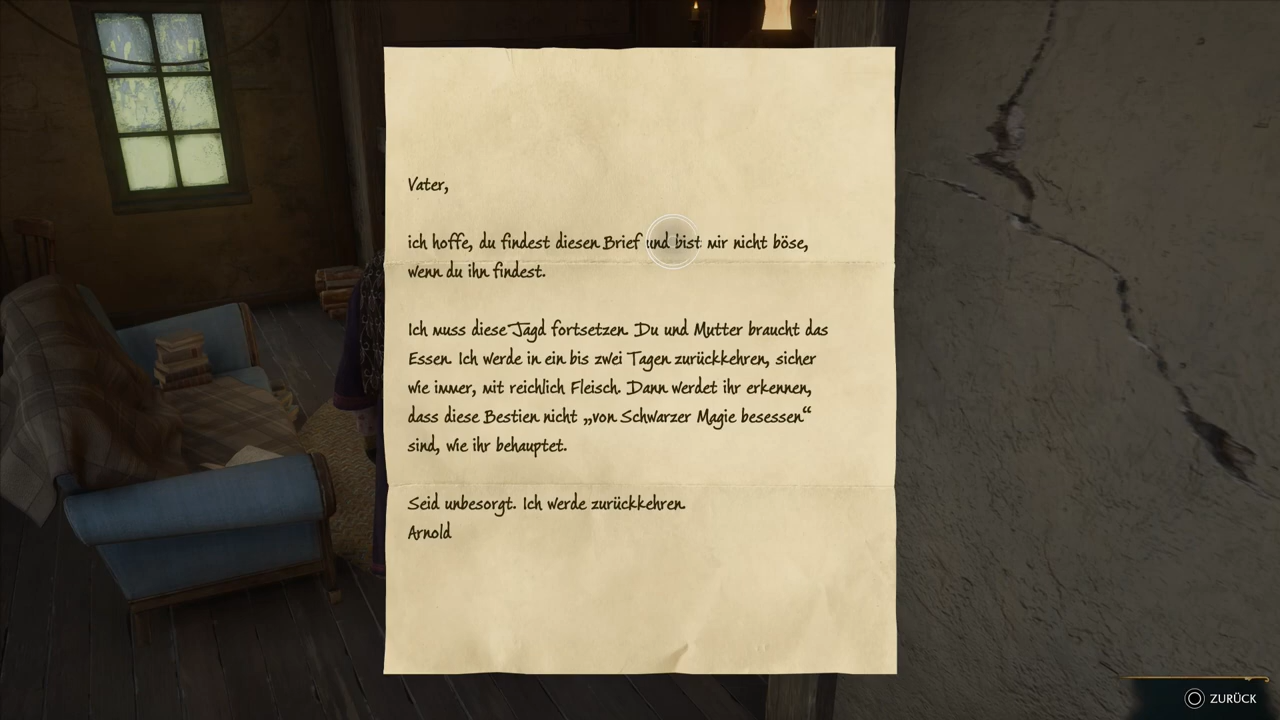 Vater,
ich hoffe, du findest diesen Brief und bist mir nicht böse,
wenn du ihn findest.
Ich muss diese Jagd fortsetzen. Du und Mutter braucht das
Essen. Ich werde in ein bis zwei Tagen zurückkehren, sicher
wie immer, mit reichlich Fleisch. Dann werdet ihr erkennen,
dass diese Bestien nicht „von Schwarzer Magie besessen“
sind, wie ihr behauptet.
Seid unbesorgt. Ich werde zurückkehren.
Arnold
ZURÜCK